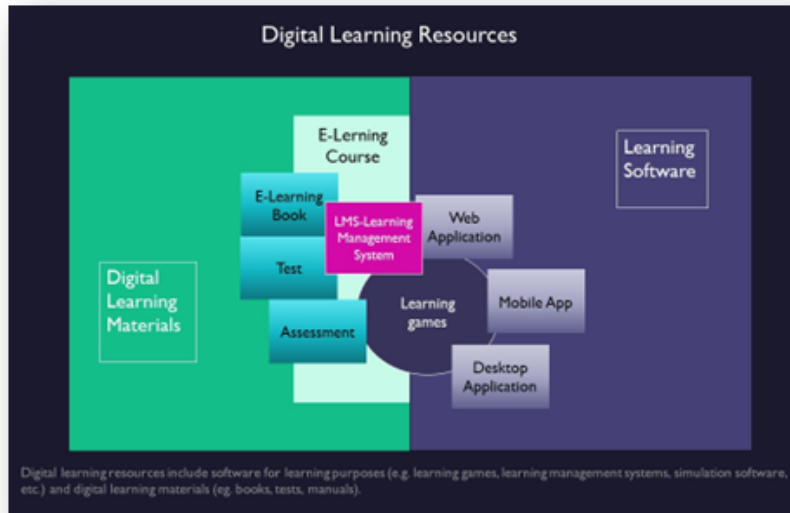 Digital Learning Resources
E-Lerning
Course
Learning
Software
E-Learning
Book
LMS-Learning
Management
System
Web
Application
Test
Digital
Learning
Materials
Learning
games
Mobile App
Assessment
Desktop
Application
Digital learning resources include software for learning purposes (e.g. learning games, learning management systems, simulation software,
etc.) and digital learning materials (eg. books, tests, manuals).